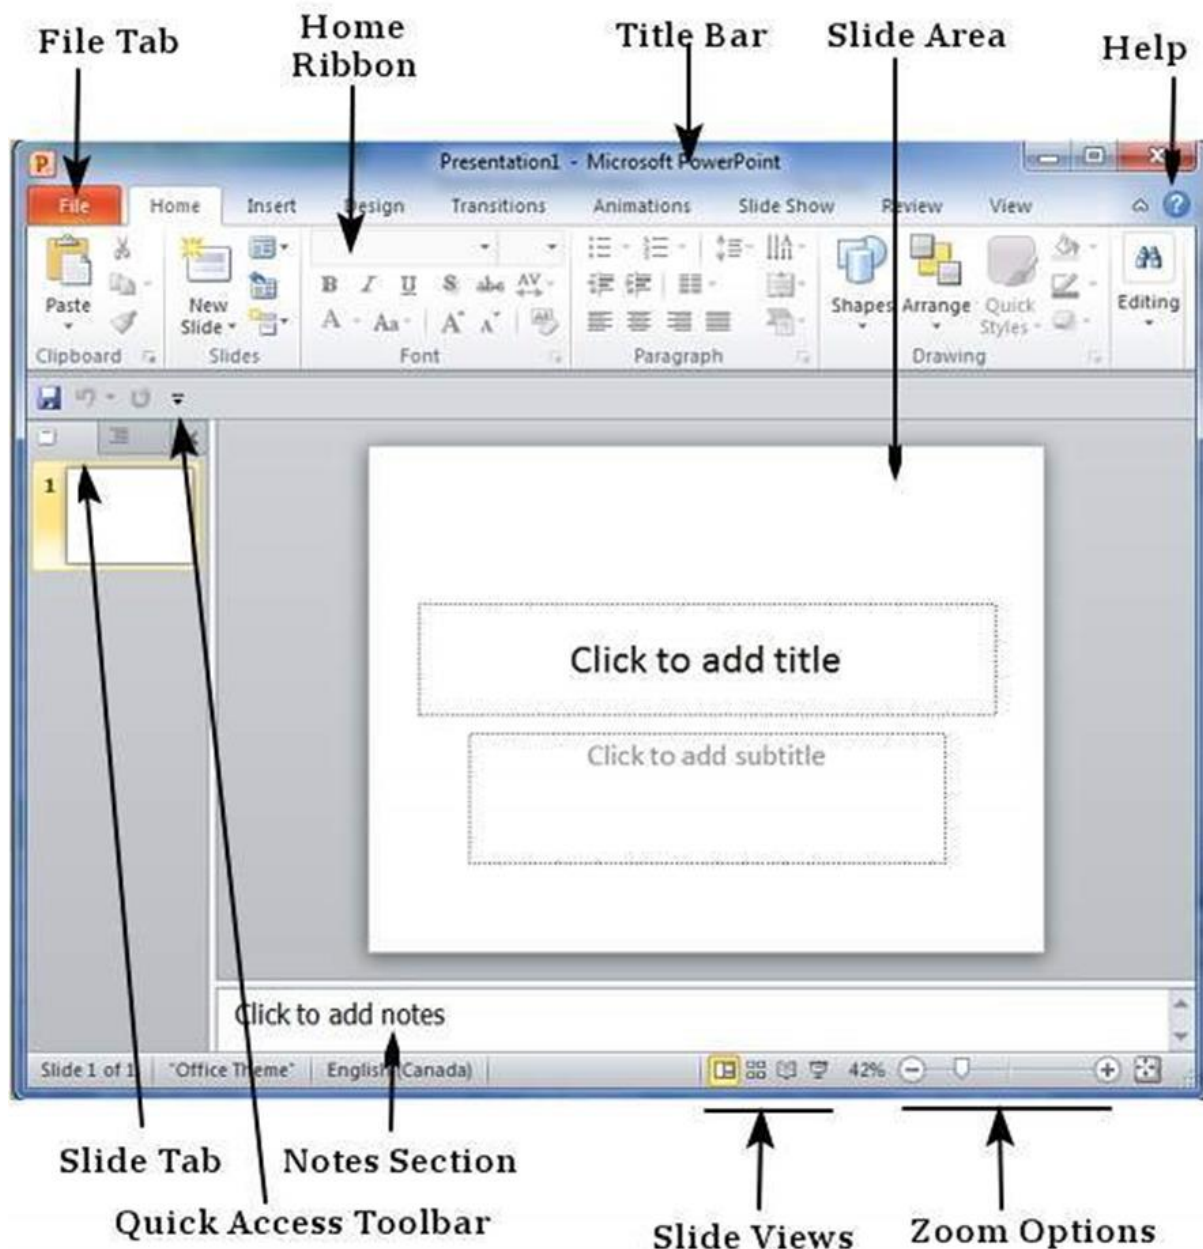 File Tab
Home
Ribbon
Title Bar
Slide Area
Help
P
Presentation1 - Microsoft PowerPoint
File Home Insert Design Transitions Animations Slide Show Review View
Paste
New
Slide
Shapes Arrange Quick
Styles
Editing
B I U S abc AV
A Aa A A
Clipboard Slides Font Paragraph Drawing
1
Click to add title
Click to add subtitle
Click to add notes
Slide 1 of 1 "Office Theme" English (Canada) 42%
Slide Tab Notes Section
Quick Access Toolbar
Slide Views
Zoom Options